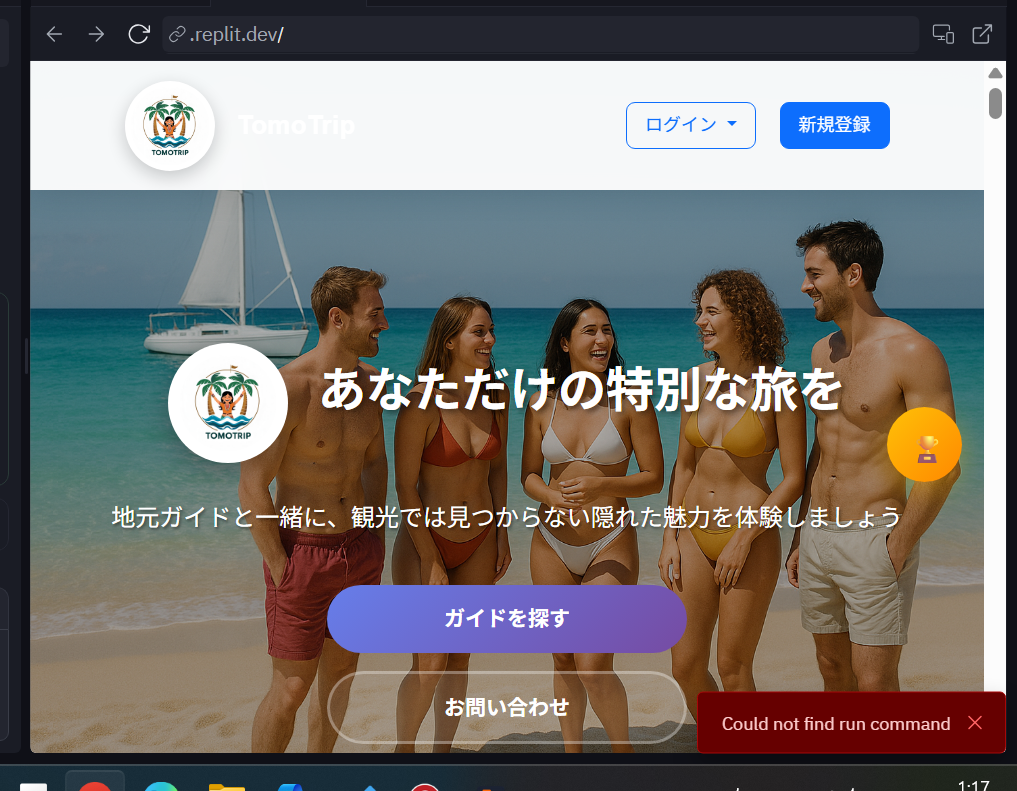 .replit.dev/
TOMOTRIP
TomoTrip
ログイン
新規登録
TOMOTRIP
あなただけの特別な旅を
地元ガイドと一緒に、観光では見つからない隠れた魅力を体験しましょう
ガイドを探す
お問い合わせ
Could not find run command
1:17